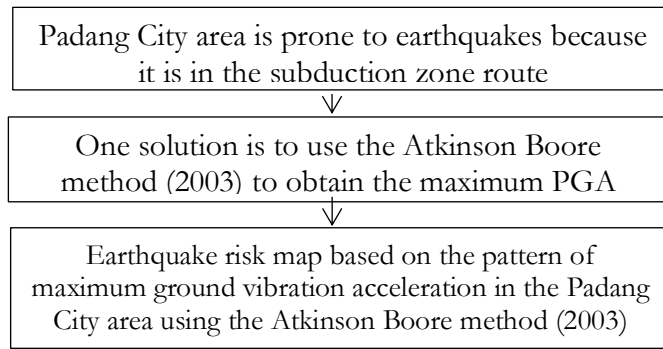 Padang City area is prone to earthquakes because
it is in the subduction zone route
One solution is to use the Atkinson Boore
method (2003) to obtain the maximum PGA
Earthquake risk map based on the pattern of
maximum ground vibration acceleration in the Padang
City area using the Atkinson Boore method (2003)